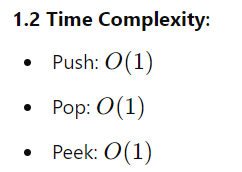 1.2 Time Complexity:
• Push: O(1)
• Pop: O(1)
• Peek: O(1)